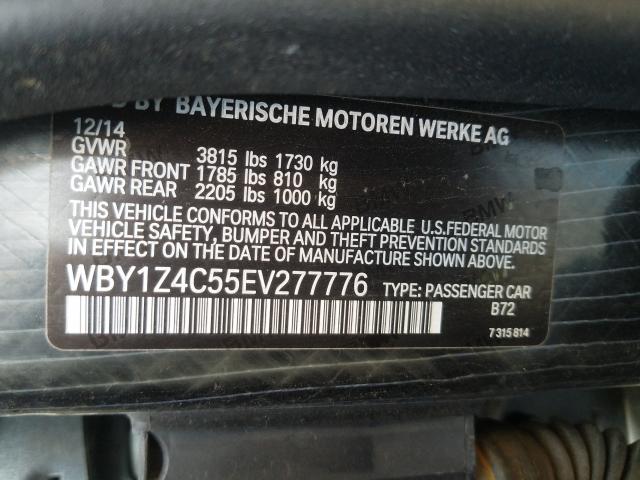 BY BAYERISCHE MOTOREN WERKE AG
12/14
GVWR 3815 lbs 1730 kg
GAWR FRONT 1785 lbs 810 kg
GAWR REAR 2205 lbs 1000 kg
THIS VEHICLE CONFORMS TO ALL APPLICABLE U.S.FEDERAL MOTOR
VEHICLE SAFETY, BUMPER AND THEFT PREVENTION STANDARDS
IN EFFECT ON THE DATE OF MANUFACTURE SHOWN ABOVE.
WBY1Z4C55EV277776 TYPE: PASSENGER CAR
B72
7315814